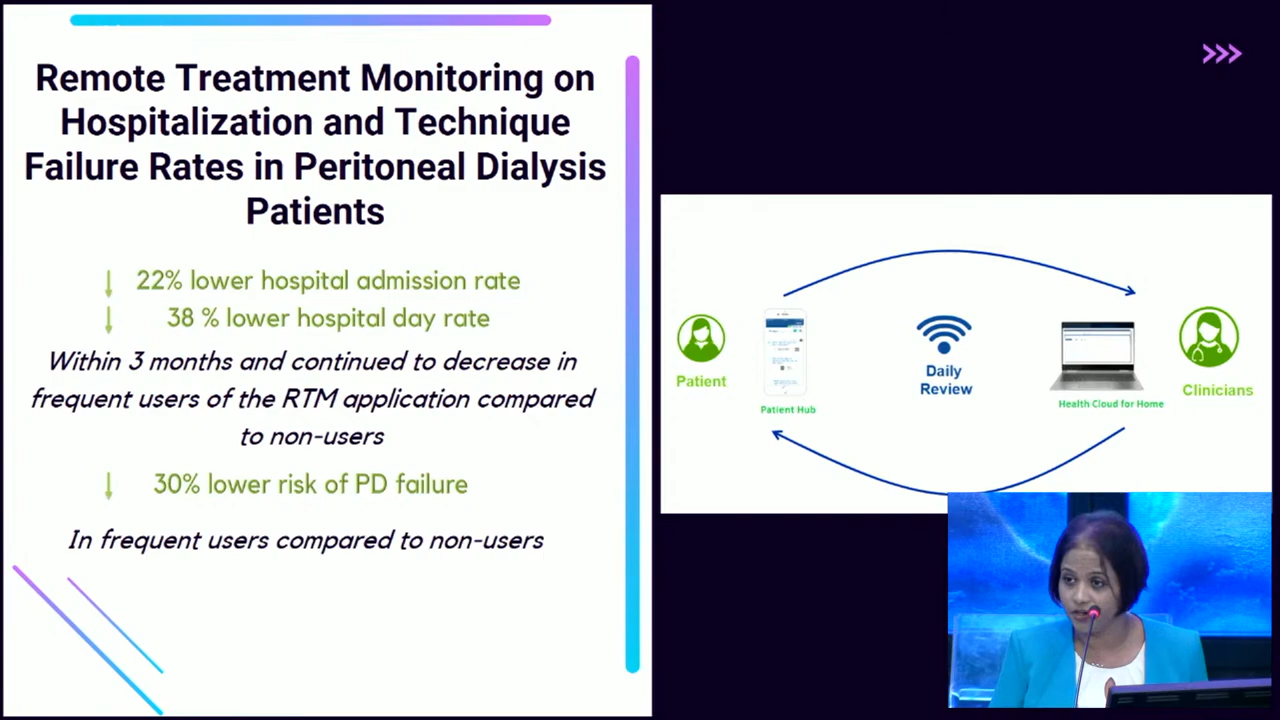 Remote Treatment Monitoring on
Hospitalization and Technique
Failure Rates in Peritoneal Dialysis
Patients
22% lower hospital admission rate
38 % lower hospital day rate
Within 3 months and continued to decrease in
frequent users of the RTM application compared
to non-users
30% lower risk of PD failure
In frequent users compared to non-users
Patient
Patient Hub
Daily
Review
Health Cloud for Home
Clinicians